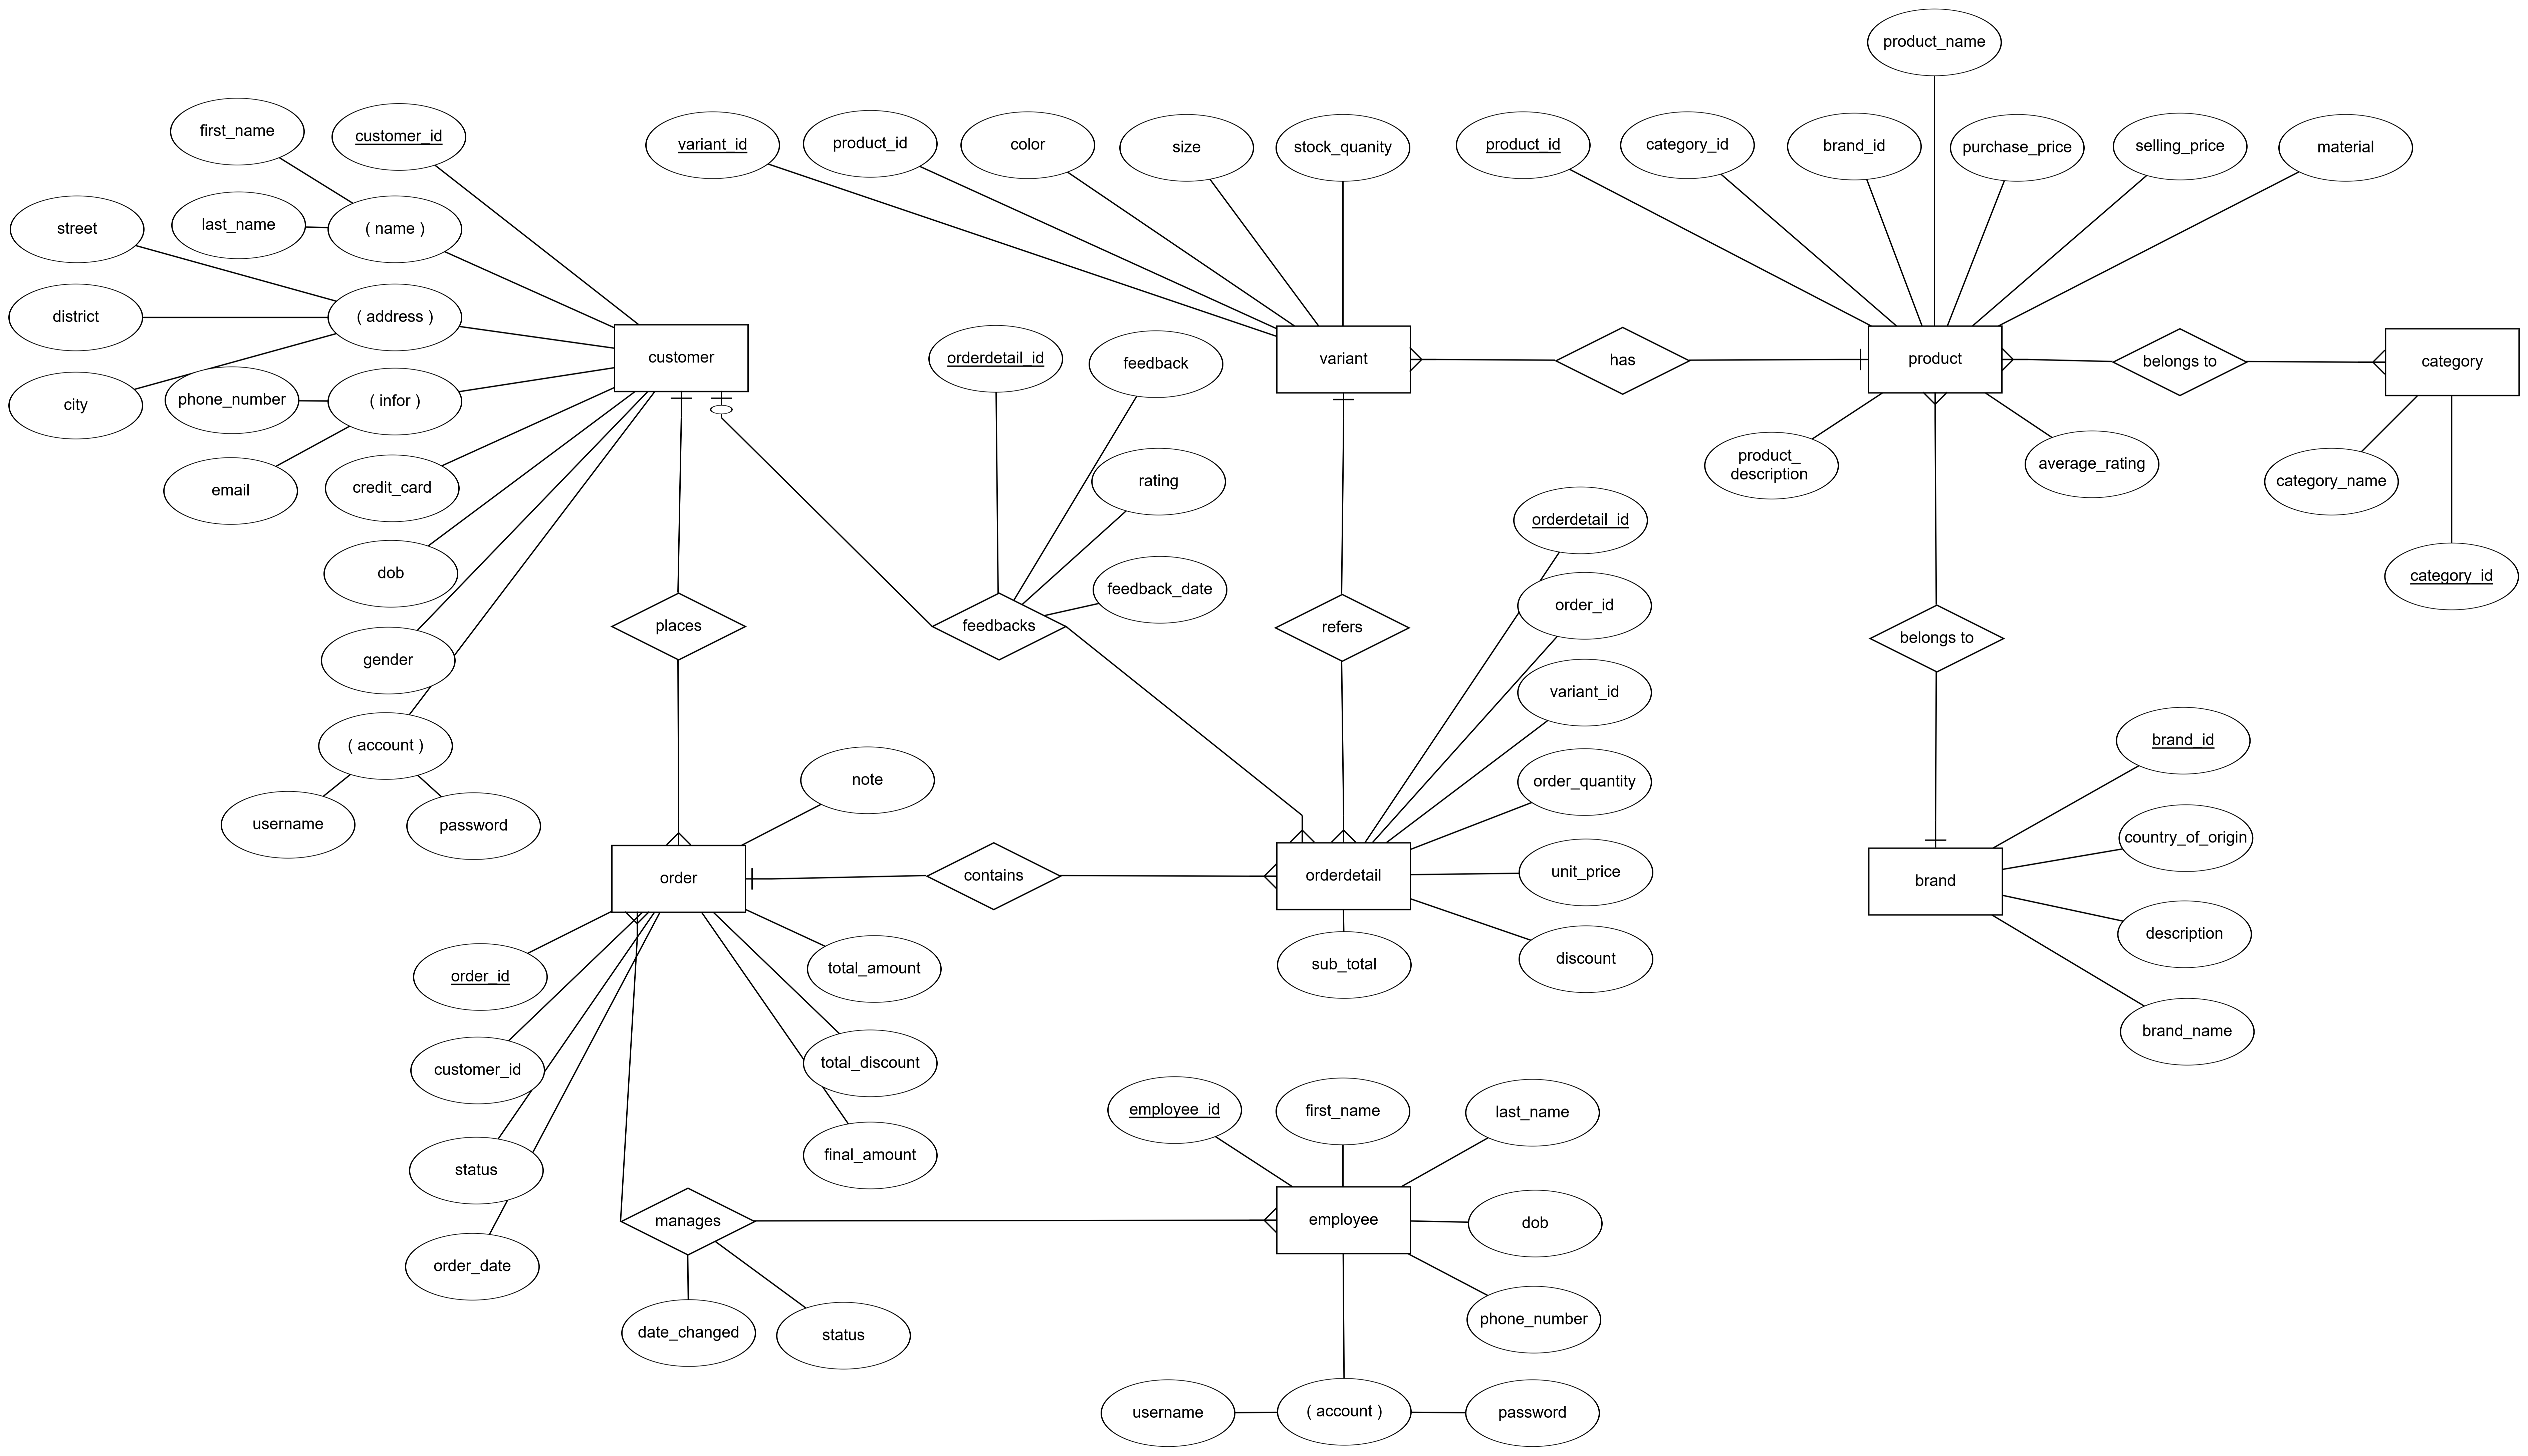 product_name
first_name
customer_id
variant_id
product_id
color
size
stock_quanity
product_id
category_id
brand_id
purchase_price
selling_price
material
street
last_name
( name )
district
( address )
customer
orderdetail_id
feedback
variant
has
product
belongs to
category
city
phone_number
( infor )
email
credit_card
rating
product_
description
average_rating
category_name
orderdetail_id
dob
feedback_date
order_id
category_id
gender
places
feedbacks
refers
belongs to
variant_id
( account )
note
order_quantity
brand_id
username
password
order
contains
orderdetail
unit_price
brand
country_of_origin
order_id
total_amount
sub_total
discount
description
customer_id
total_discount
brand_name
status
final_amount
employee_id
first_name
last_name
order_date
manages
employee
dob
date_changed
status
phone_number
username
( account )
password